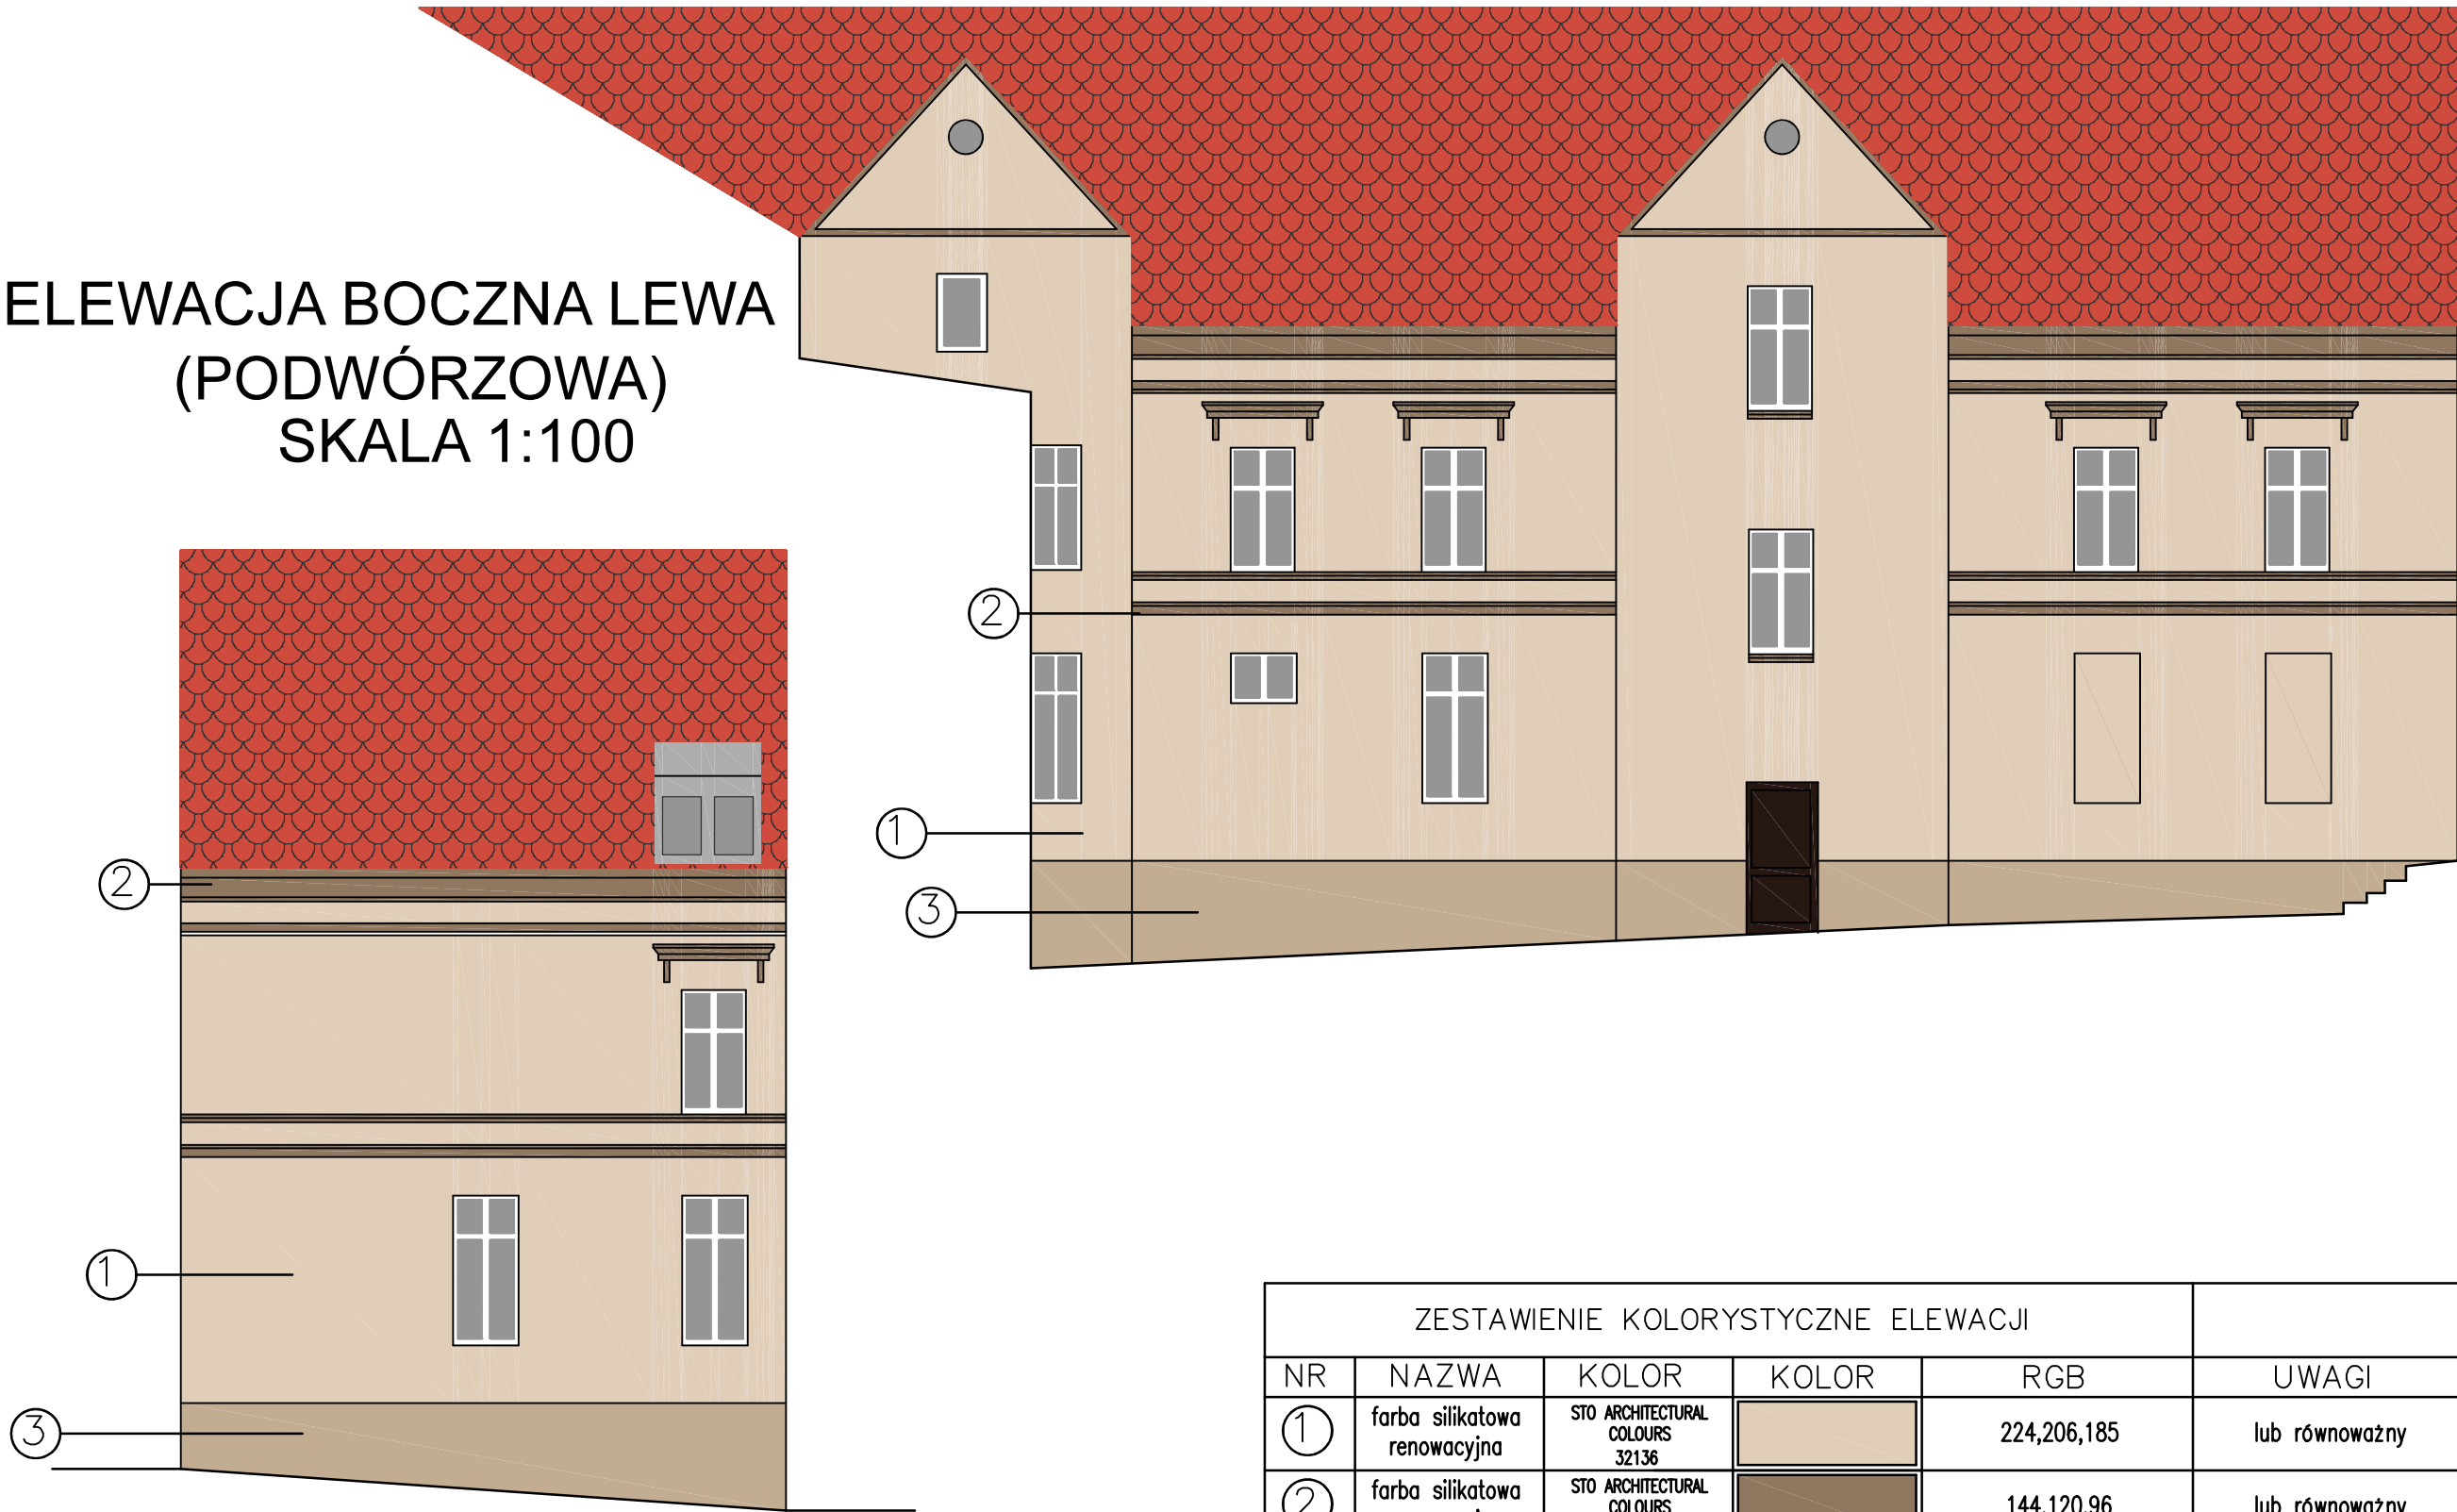 ELEWACJA BOCZNA LEWA
(PODWÓRZOWA)
SKALA 1:100
2
1
3
2
1
3
ZESTAWIENIE KOLORYSTYCZNE ELEWACJI
NR NAZWA KOLOR KOLOR RGB UWAGI
1 farba silikatowa renowacyjna STO ARCHITECTURAL COLOURS 32136 224,206,185 lub równoważny
2 farba silikatowa STO ARCHITECTURAL COLOURS 144,120,96 lub równoważny